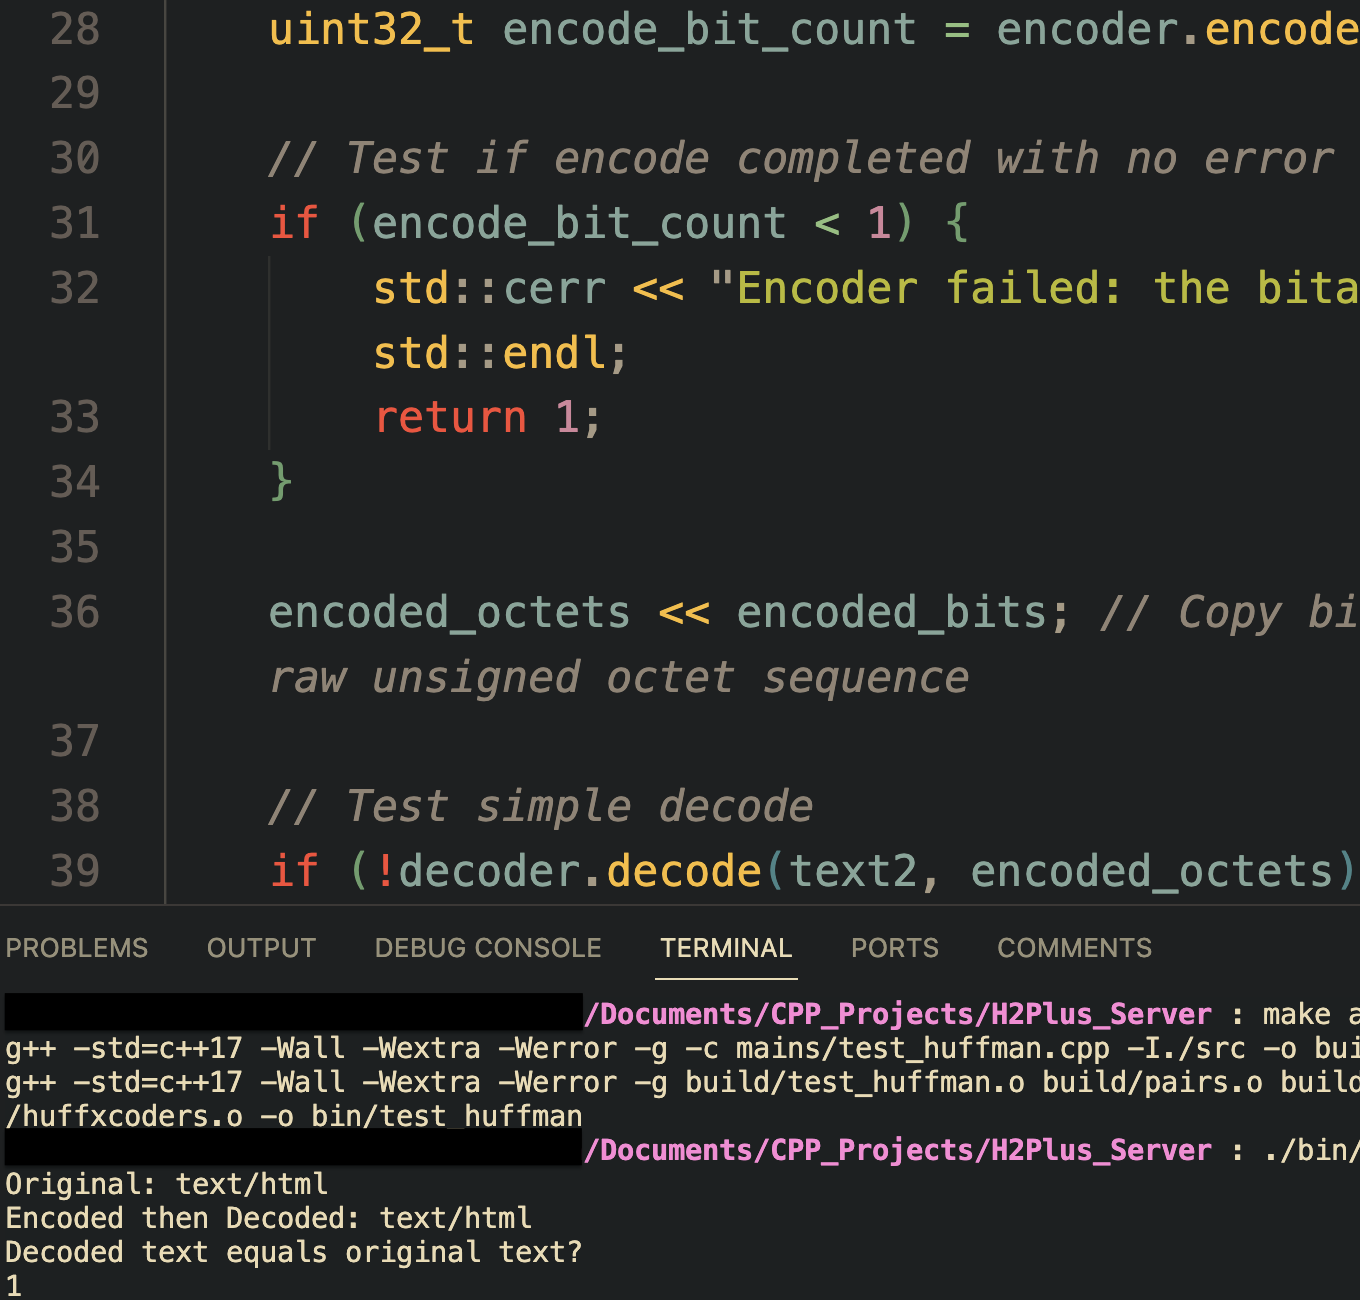 28 uint32_t encode_bit_count = encoder.encode
29
30 // Test if encode completed with no error
31 if (encode_bit_count < 1) {
32 std::cerr << "Encoder failed: the bita
std::endl;
33 return 1;
34 }
35
36 encoded_octets << encoded_bits; // Copy bi
raw unsigned octet sequence
37
38 // Test simple decode
39 if (!decoder.decode(text2, encoded_octets)
PROBLEMS OUTPUT DEBUG CONSOLE TERMINAL PORTS COMMENTS
/Documents/CPP_Projects/H2Plus_Server : make a
g++ -std=c++17 -Wall -Wextra -Werror -g -c mains/test_huffman.cpp -I./src -o bui
g++ -std=c++17 -Wall -Wextra -Werror -g build/test_huffman.o build/pairs.o build
/huffxcoders.o -o bin/test_huffman
/Documents/CPP_Projects/H2Plus_Server : ./bin/
Original: text/html
Encoded then Decoded: text/html
Decoded text equals original text?
1